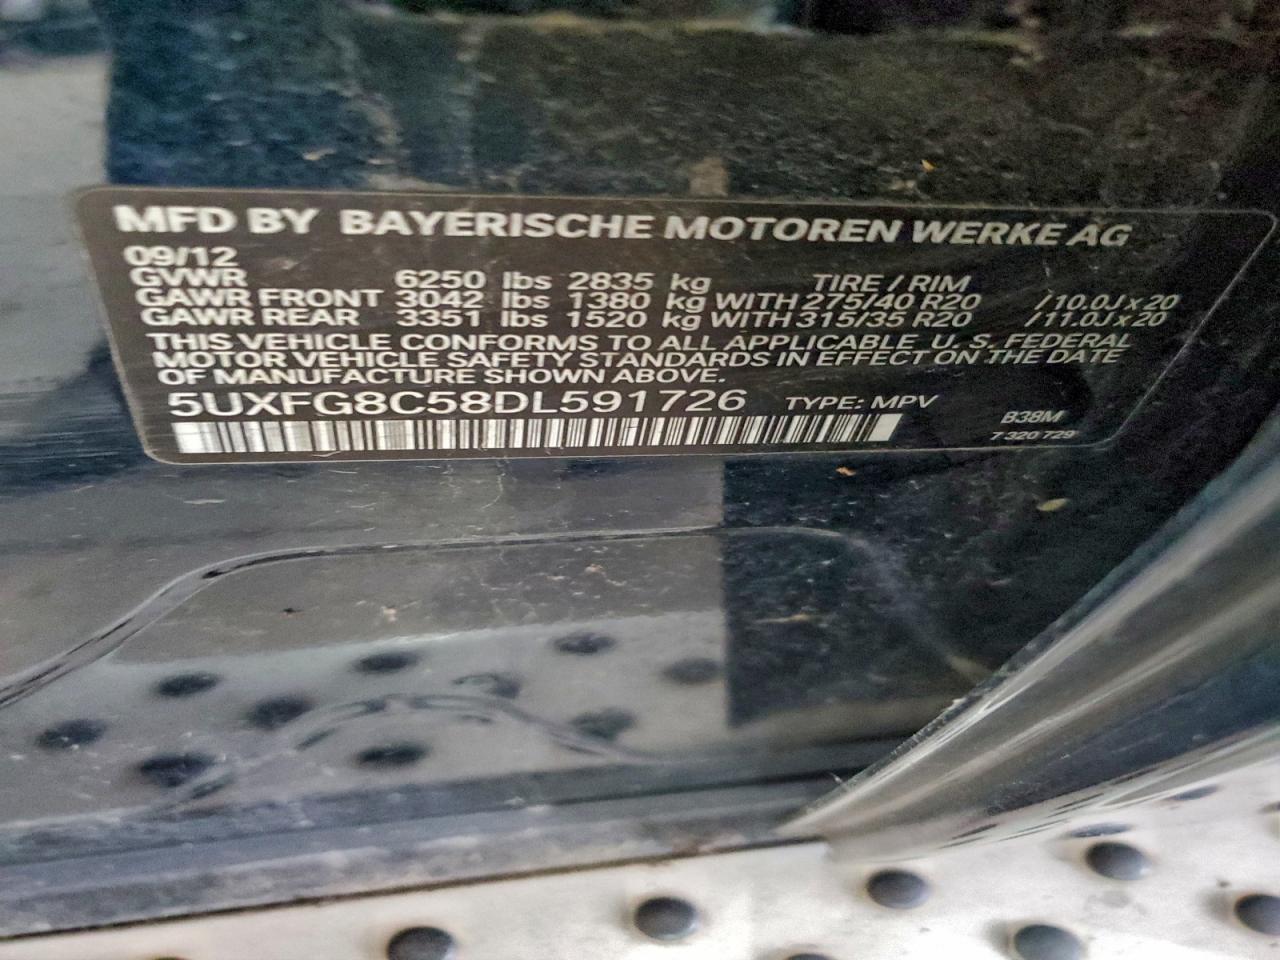 MFD BY BAYERISCHE MOTOREN WERKE AG
09/12
GVWR 6250 lbs 2835 kg TIRE / RIM
GAWR FRONT 3042 lbs 1380 kg WITH 275/40 R20 / 10.0J x 20
GAWR REAR 3351 lbs 1520 kg WITH 315/35 R20 / 11.0J x 20
THIS VEHICLE CONFORMS TO ALL APPLICABLE U.S. FEDERAL
MOTOR VEHICLE SAFETY STANDARDS IN EFFECT ON THE DATE
OF MANUFACTURE SHOWN ABOVE.
5UXFG8C58DL591726 TYPE: MPV
B38M
7 320 729